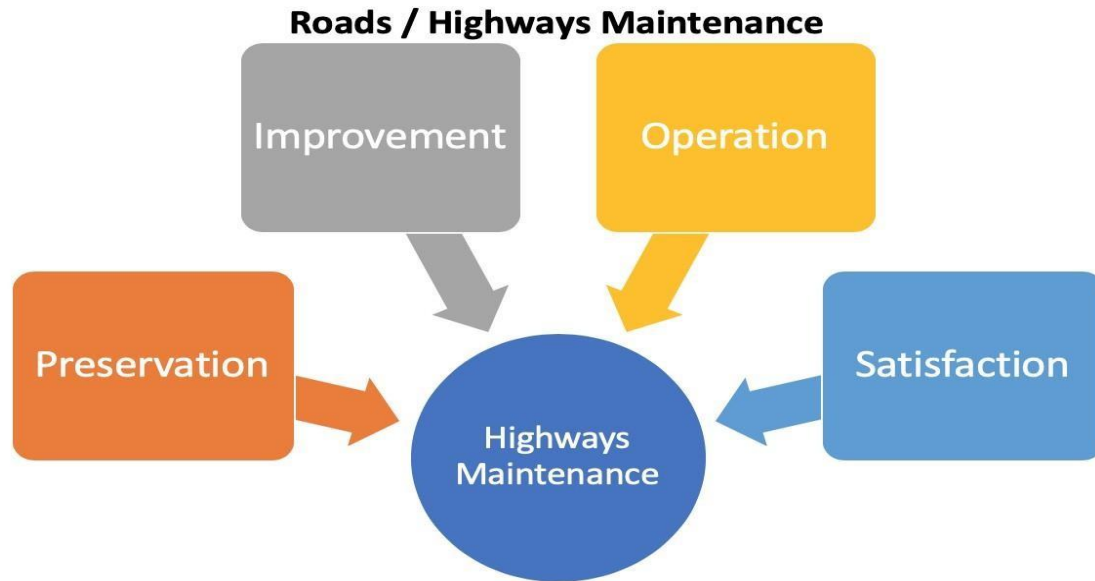 Roads / Highways Maintenance
Improvement
Operation
Preservation
Satisfaction
Highways
Maintenance